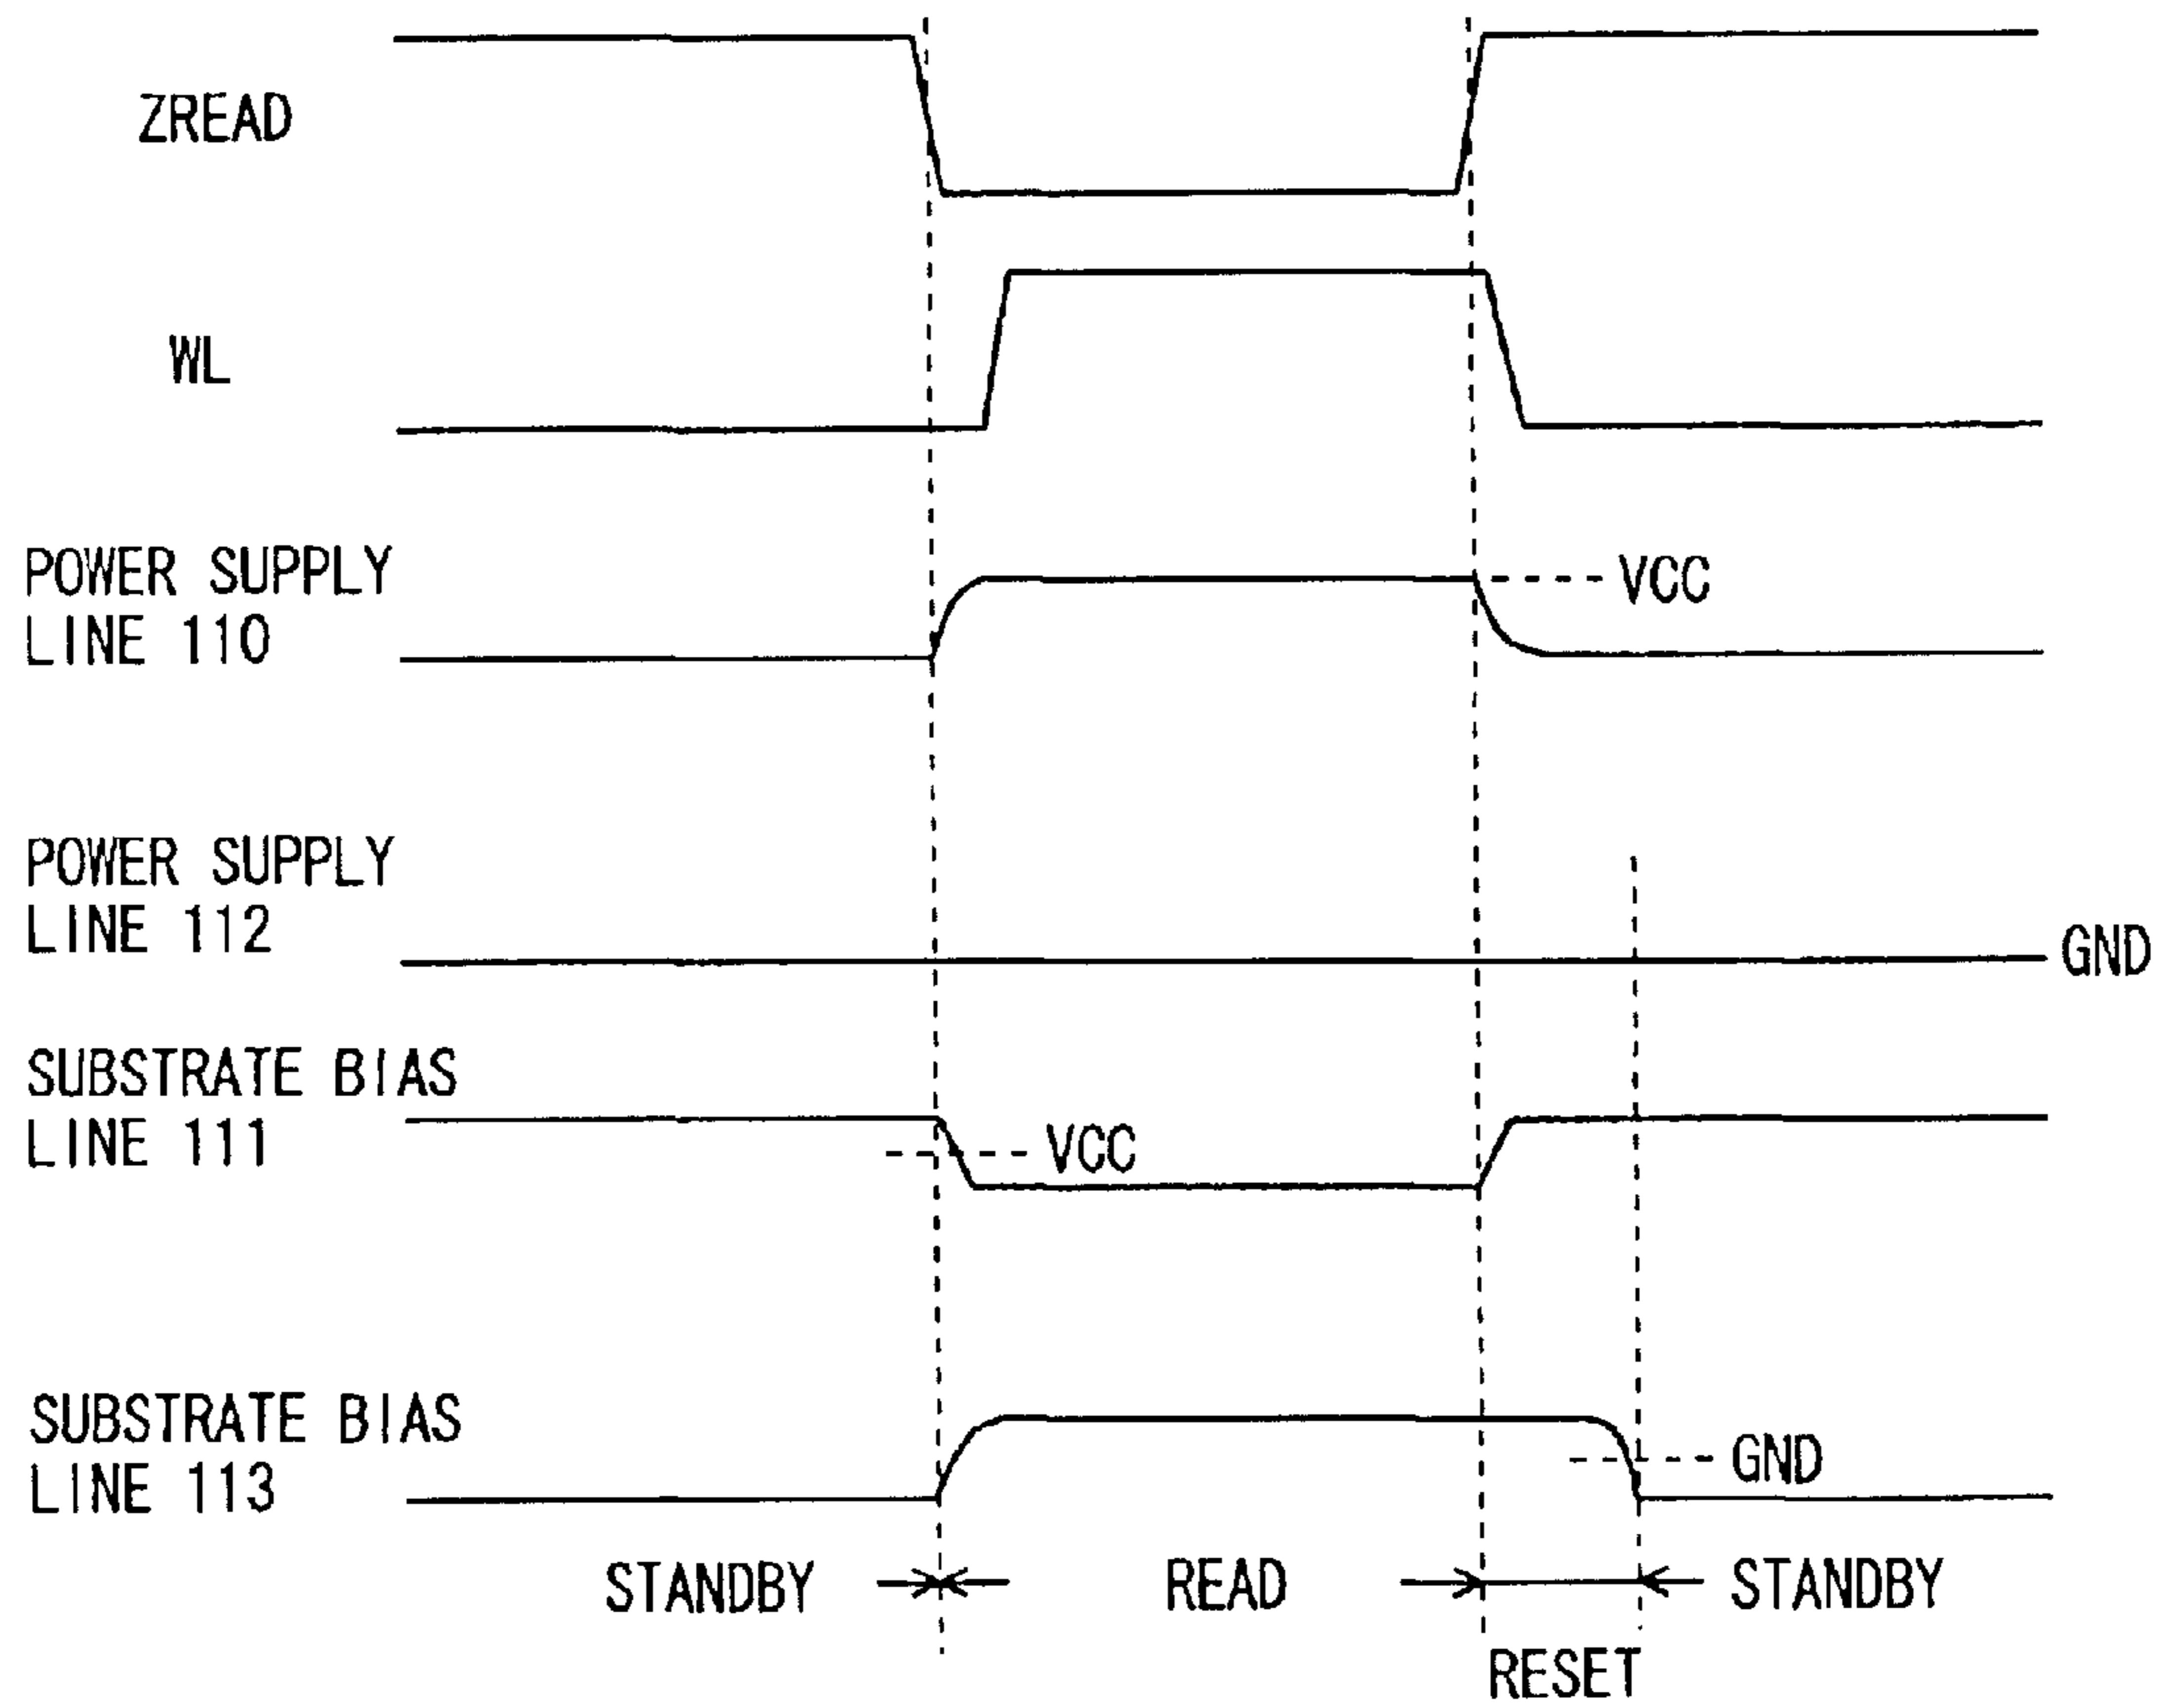 ZREAD
WL
POWER SUPPLY
LINE 110
VCC
POWER SUPPLY
LINE 112
GND
SUBSTRATE BIAS
LINE 111
VCC
SUBSTRATE BIAS
LINE 113
GND
STANDBY
READ
STANDBY
RESET